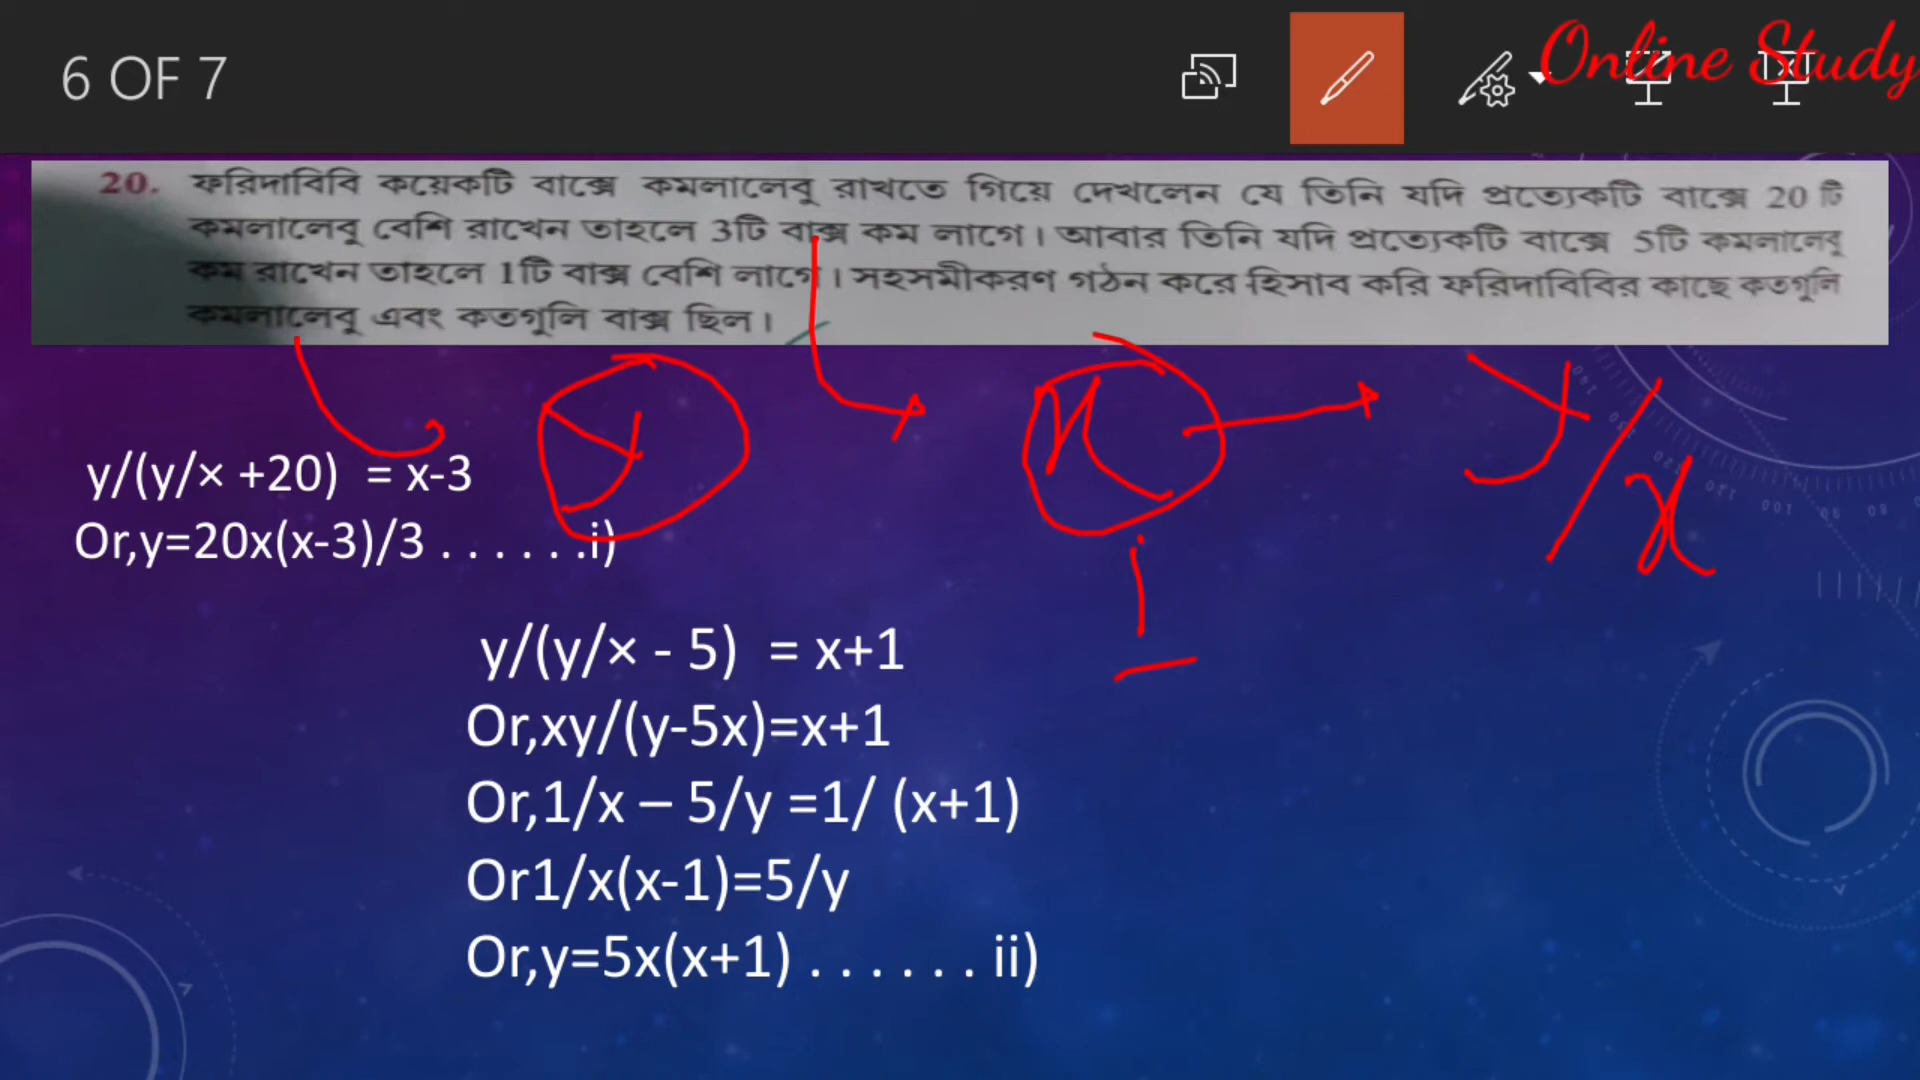 6 OF 7
Online Study
20. ফরিদাবিবি কয়েকটি বাক্সে কমলালেবু রাখতে গিয়ে দেখলেন যে তিনি যদি প্রত্যেকটি বাক্সে 20 টি
কমলালেবু বেশি রাখেন তাহলে 3টি বাক্স কম লাগে। আবার তিনি যদি প্রত্যেকটি বাক্সে 5টি কমলালেবু
কম রাখেন তাহলে 1টি বাক্স বেশি লাগে। সহসমীকরণ গঠন করে হিসাব করি ফরিদাবিবির কাছে কতগুলি
কমলালেবু এবং কতগুলি বাক্স ছিল।
y x y/x
y/(y/× +20) = x-3
Or,y=20x(x-3)/3 . . . . . .i)
y/(y/× - 5) = x+1
Or,xy/(y-5x)=x+1
Or,1/x – 5/y =1/ (x+1)
Or1/x(x-1)=5/y
Or,y=5x(x+1) . . . . . . ii)